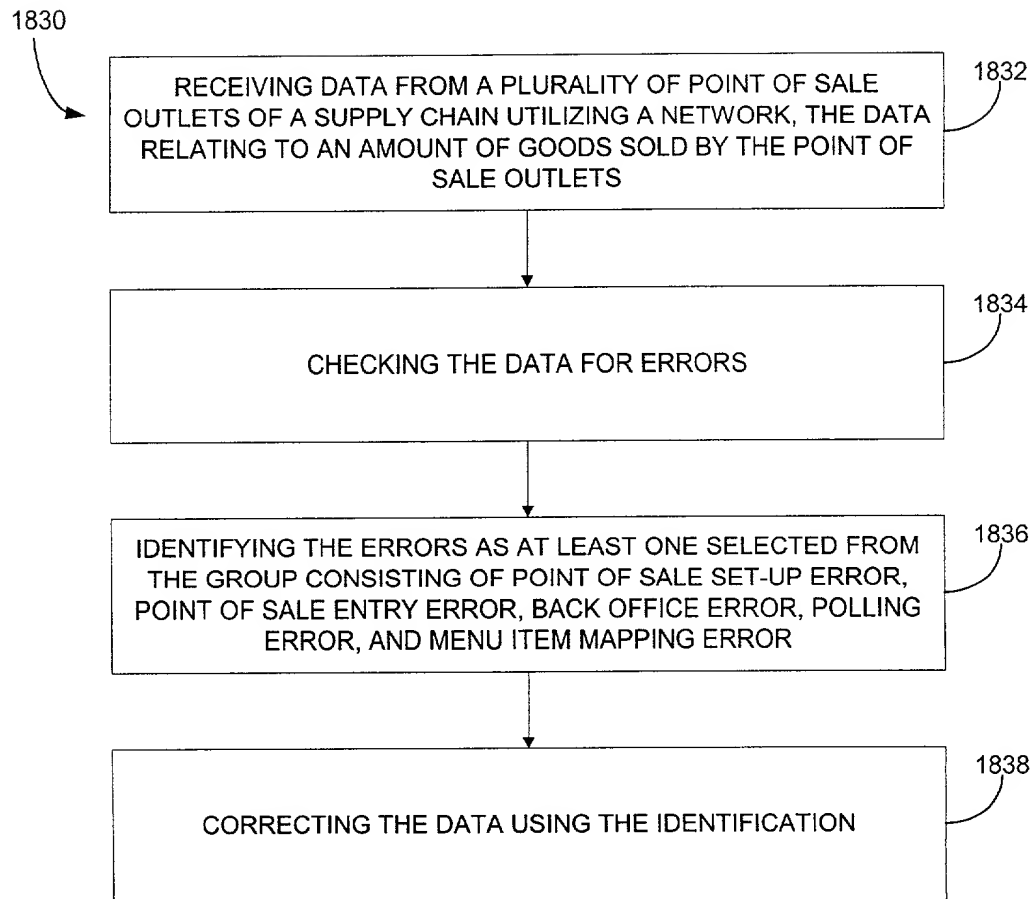 1830
RECEIVING DATA FROM A PLURALITY OF POINT OF SALE
OUTLETS OF A SUPPLY CHAIN UTILIZING A NETWORK, THE DATA
RELATING TO AN AMOUNT OF GOODS SOLD BY THE POINT OF
SALE OUTLETS
1832
CHECKING THE DATA FOR ERRORS
1834
IDENTIFYING THE ERRORS AS AT LEAST ONE SELECTED FROM
THE GROUP CONSISTING OF POINT OF SALE SET-UP ERROR,
POINT OF SALE ENTRY ERROR, BACK OFFICE ERROR, POLLING
ERROR, AND MENU ITEM MAPPING ERROR
1836
CORRECTING THE DATA USING THE IDENTIFICATION
1838